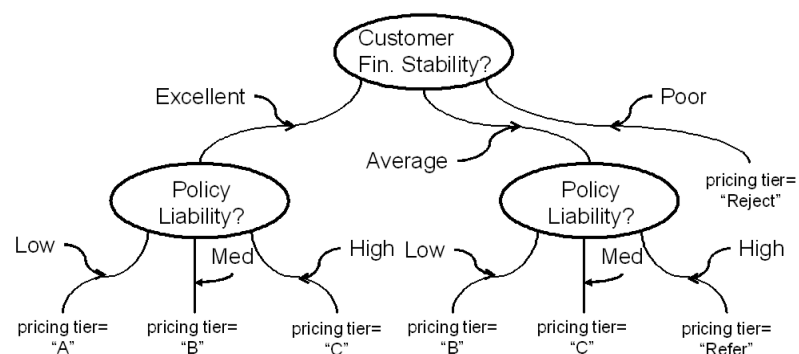 Customer
Fin. Stability?
Excellent
Poor
Average
pricing tier=
“Reject”
Policy
Liability?
Policy
Liability?
Low
Med
High
Low
Med
High
pricing tier=
“A”
pricing tier=
“B”
pricing tier=
“C”
pricing tier=
“B”
pricing tier=
“C”
pricing tier=
“Refer”